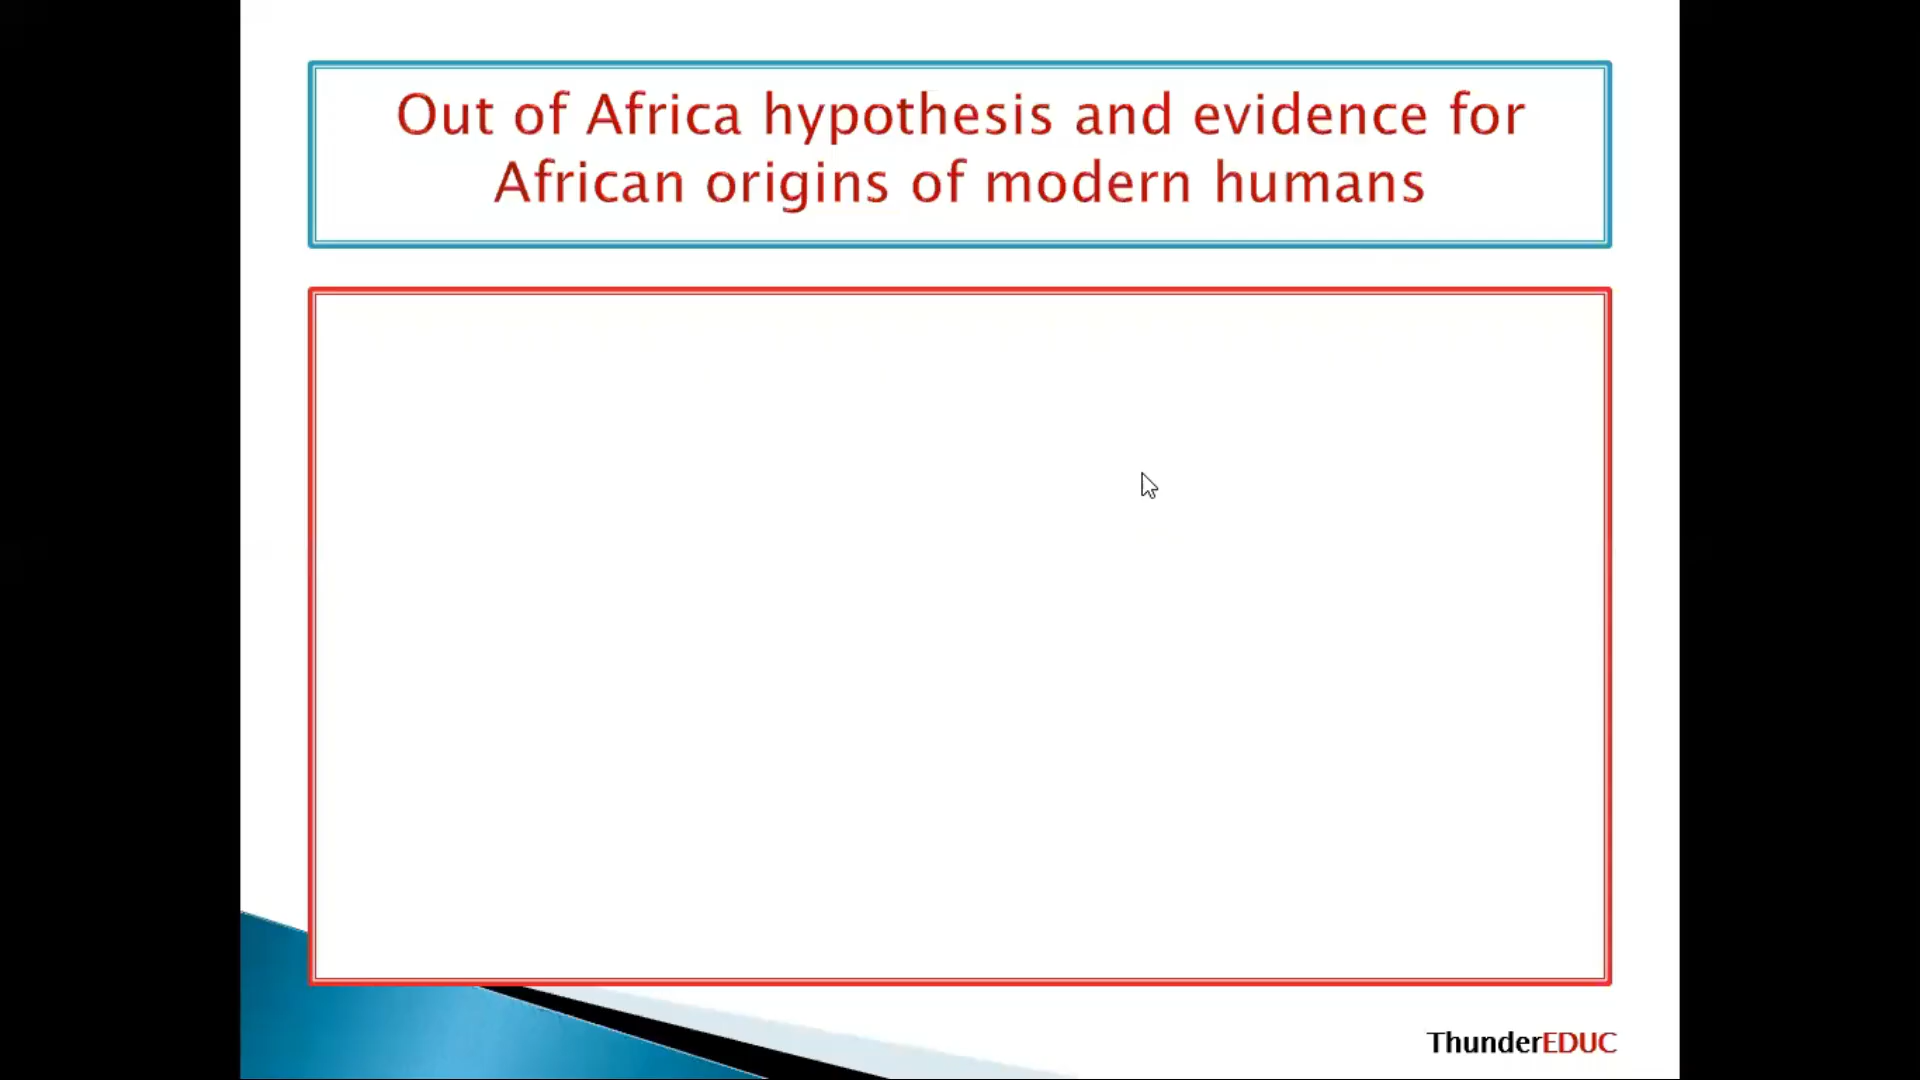 Out of Africa hypothesis and evidence for
African origins of modern humans
ThunderEDUC